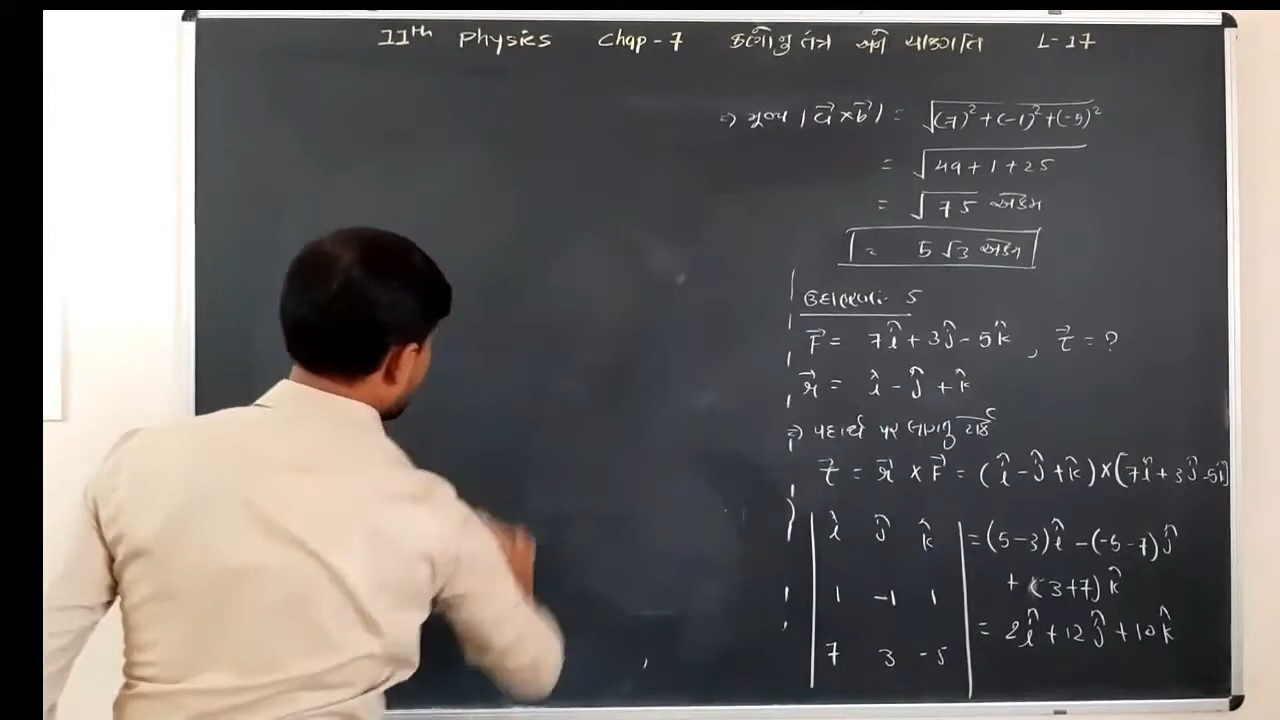 11th Physics Chap - 7 કણોનું તંત્ર અને ચાકગતિ L-17
⇒ મૂલ્ય |a⃗ × b⃗| = √(7)² + (-1)² + (-5)²
= √49 + 1 + 25
= √75 એકમ
= 5√3 એકમ
ઉદાહરણ:- 5
F⃗ = 7î + 3ĵ - 5k̂ , τ⃗ = ?
r⃗ = î - ĵ + k̂
⇒ પદાર્થ પર લાગતું ટોર્ક
τ⃗ = r⃗ × F⃗ = (î - ĵ + k̂) × (7î + 3ĵ - 5k̂)
| î ĵ k̂ | = (5-3)î - (-5-7)ĵ
+ (3+7)k̂
| 1 -1 1 |
= 2î + 12ĵ + 10k̂
| 7 3 -5 |